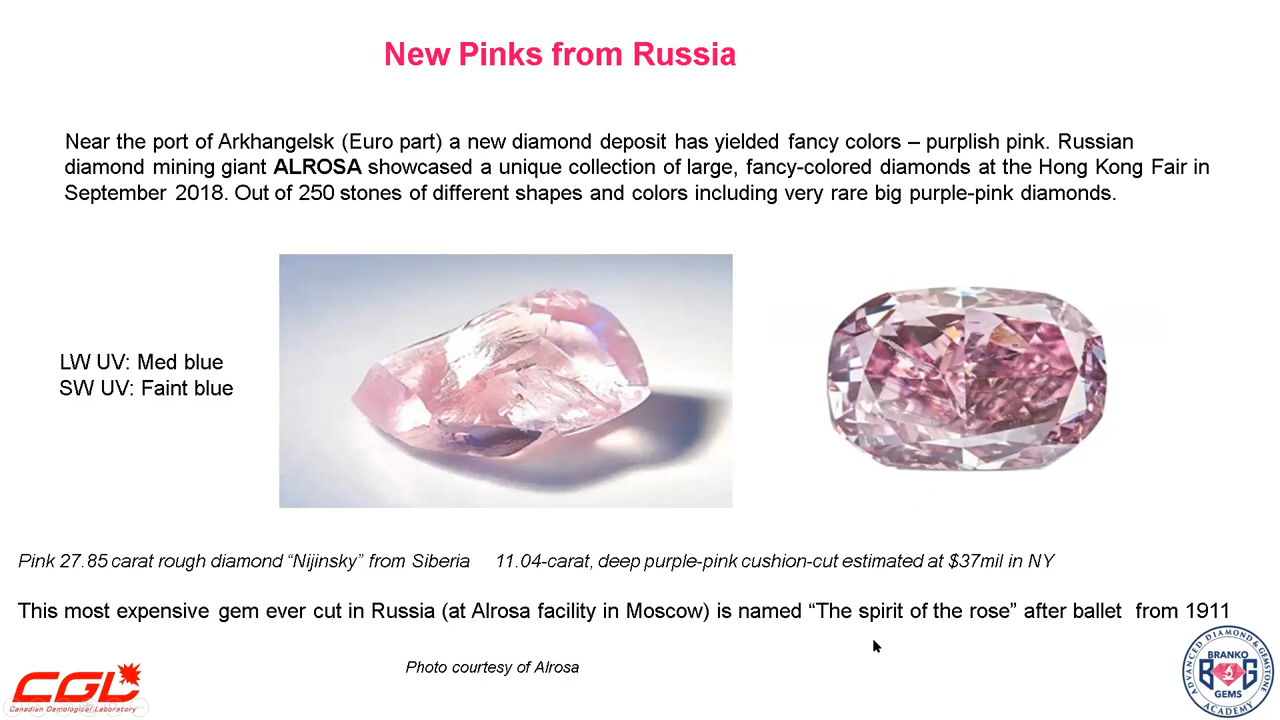 New Pinks from Russia
Near the port of Arkhangelsk (Euro part) a new diamond deposit has yielded fancy colors – purplish pink. Russian
diamond mining giant ALROSA showcased a unique collection of large, fancy-colored diamonds at the Hong Kong Fair in
September 2018. Out of 250 stones of different shapes and colors including very rare big purple-pink diamonds.
LW UV: Med blue
SW UV: Faint blue
Pink 27.85 carat rough diamond “Nijinsky” from Siberia
11.04-carat, deep purple-pink cushion-cut estimated at $37mil in NY
This most expensive gem ever cut in Russia (at Alrosa facility in Moscow) is named “The spirit of the rose” after ballet from 1911
Photo courtesy of Alrosa
CGL
Canadian Gemological Laboratory
ADVANCED DIAMOND & GEMSTONE
BRANKO
BG
GEMS
ACADEMY